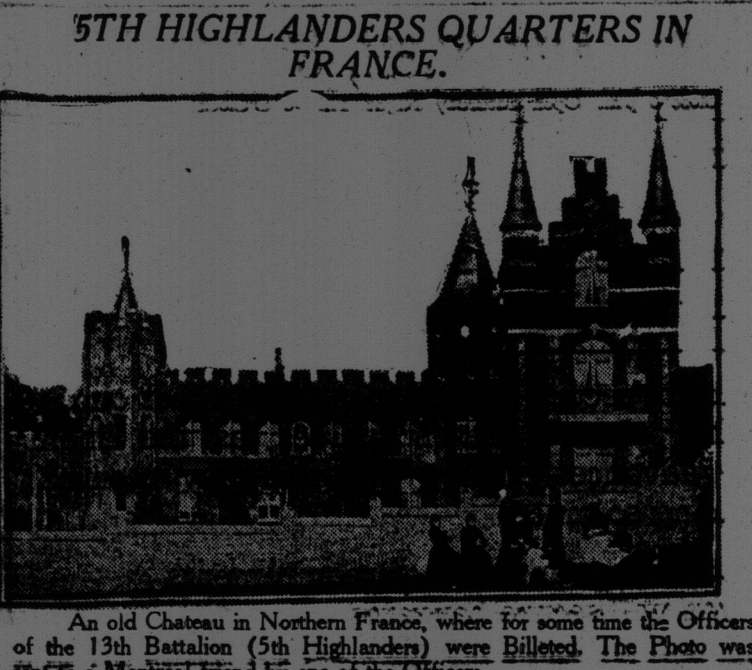 5TH HIGHLANDERS QUARTERS IN
FRANCE.
An old Chateau in Northern France, where for some time the Officers
of the 13th Battalion (5th Highlanders) were Billeted. The Photo was